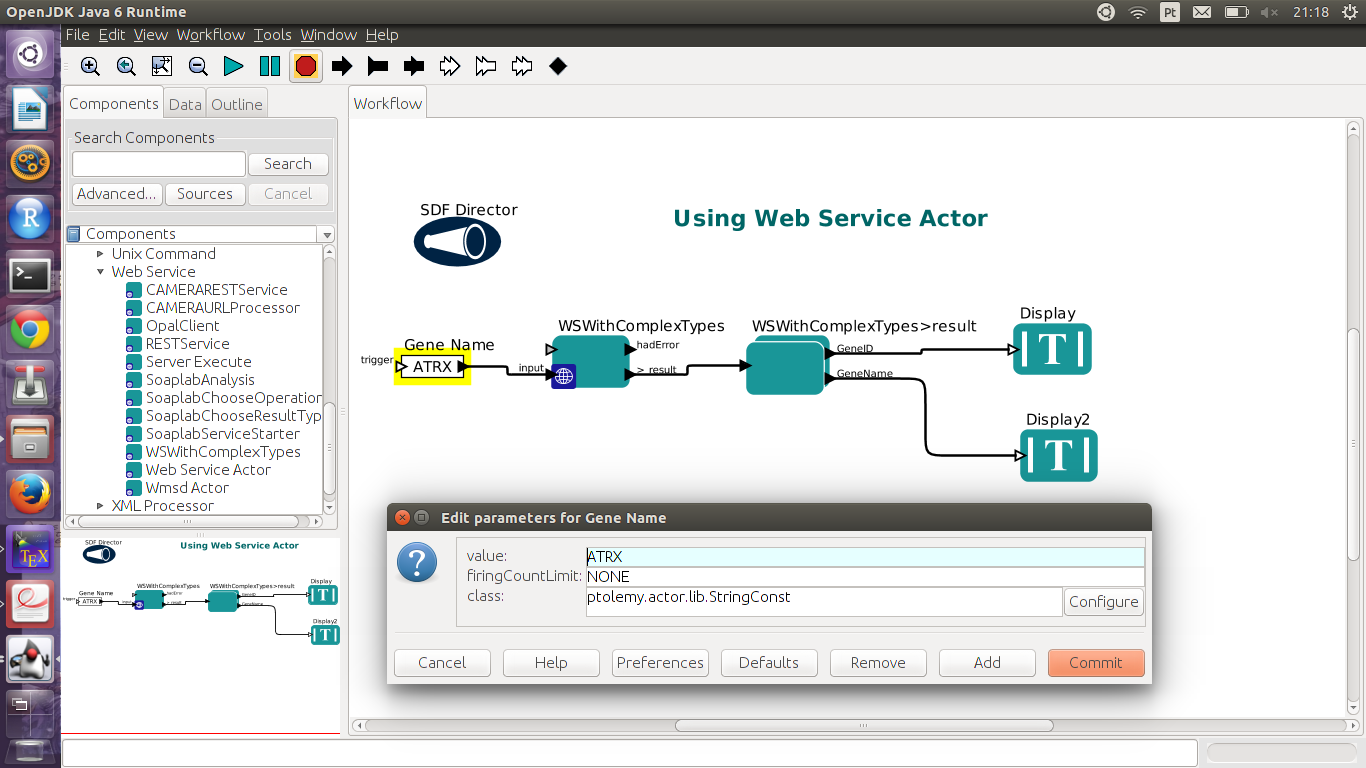 OpenJDK Java 6 Runtime
Pt
21:18
File Edit View Workflow Tools Window Help
Components
Data
Outline
Workflow
Search Components
Search
Advanced...
Sources
Cancel
Components
Unix Command
Web Service
CAMERARESTService
CAMERAURLProcessor
OpalClient
RESTService
Server Execute
SoaplabAnalysis
SoaplabChooseOperation
SoaplabChooseResultTyp
SoaplabServiceStarter
WSWithComplexTypes
Web Service Actor
Wmsd Actor
XML Processor
SDF Director
Using Web Service Actor
Gene Name
trigger
ATRX
WSWithComplexTypes
hadError
input
> result
WSWithComplexTypes>result
GeneID
GeneName
Display
T
Display2
T
SDF Director
Using Web Service Actor
WSWithComplexTypes
WSWithComplexTypes>result
Display
Gene Name
trigger
ATRX
hadError
input
> result
GeneID
GeneName
T
Display2
T
Edit parameters for Gene Name
?
value:
ATRX
firingCountLimit:
NONE
class:
ptolemy.actor.lib.StringConst
Configure
Cancel
Help
Preferences
Defaults
Remove
Add
Commit
R
>_
TEX